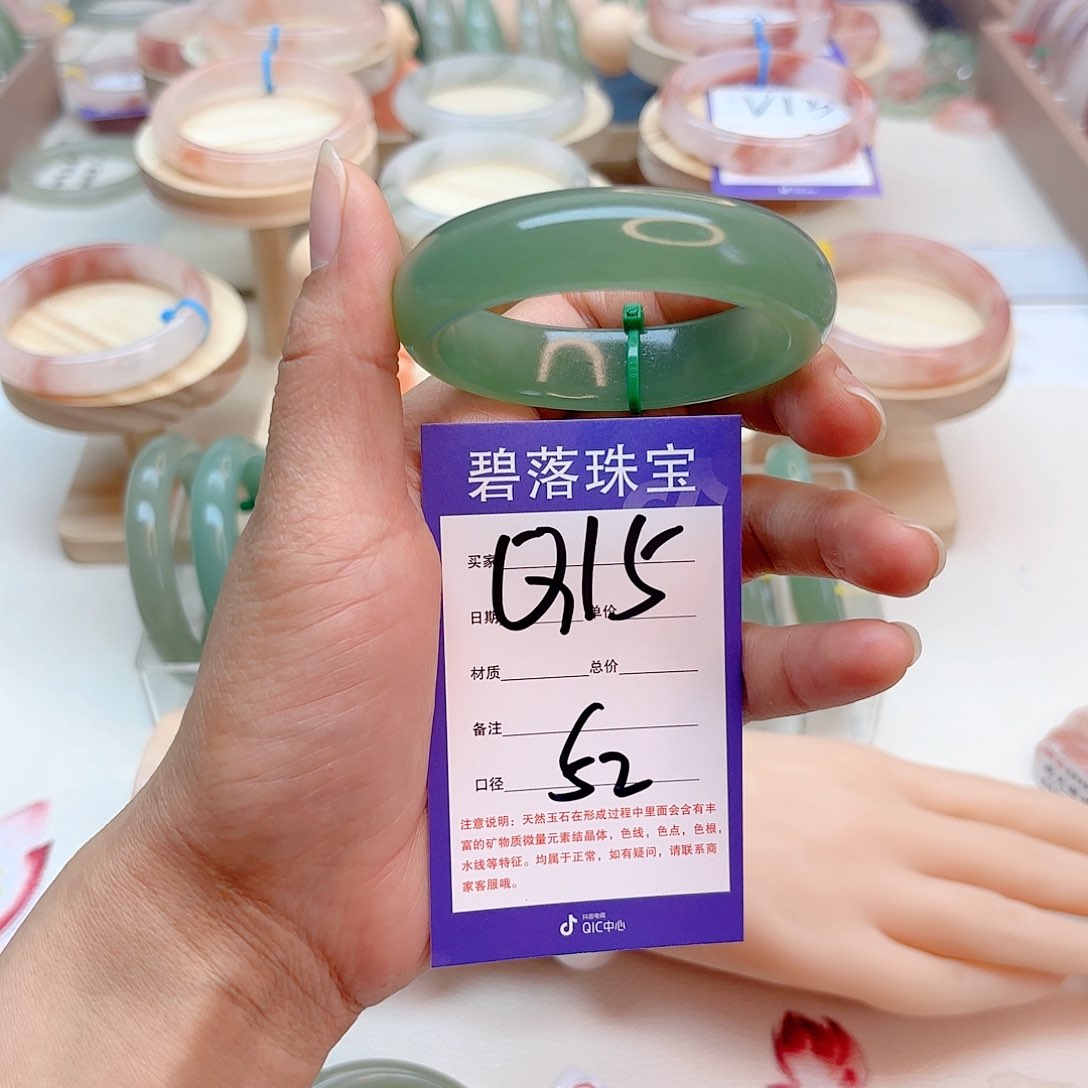 碧落珠宝
买家 Q15
日期 单价
材质 总价
备注
口径 52
注意说明：天然玉石在形成过程中里面会含有丰
富的矿物质微量元素结晶体，色线，色点，色根，
水线等特征。均属于正常，如有疑问，请联系商
家客服哦。
抖音电商
QIC中心